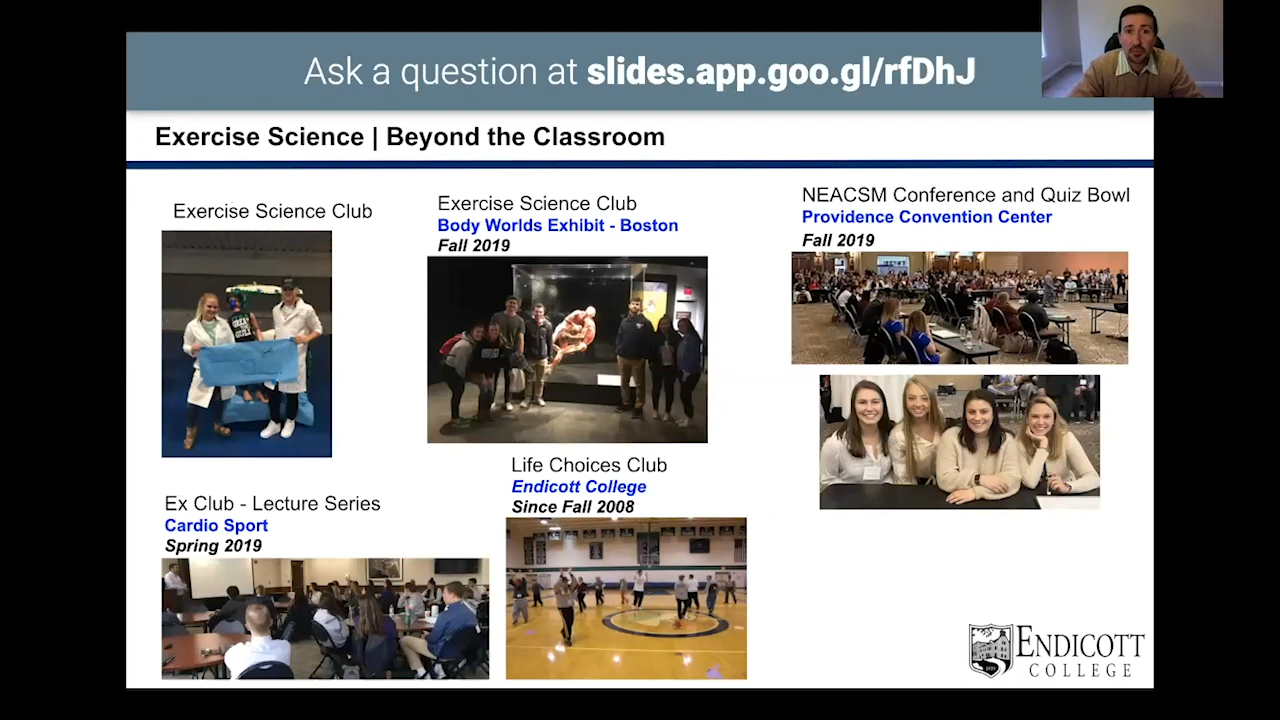 Ask a question at slides.app.goo.gl/rfDhJ
Exercise Science | Beyond the Classroom
Exercise Science Club
Exercise Science Club
Body Worlds Exhibit - Boston
Fall 2019
NEACSM Conference and Quiz Bowl
Providence Convention Center
Fall 2019
Ex Club - Lecture Series
Cardio Sport
Spring 2019
Life Choices Club
Endicott College
Since Fall 2008
ENDICOTT
COLLEGE